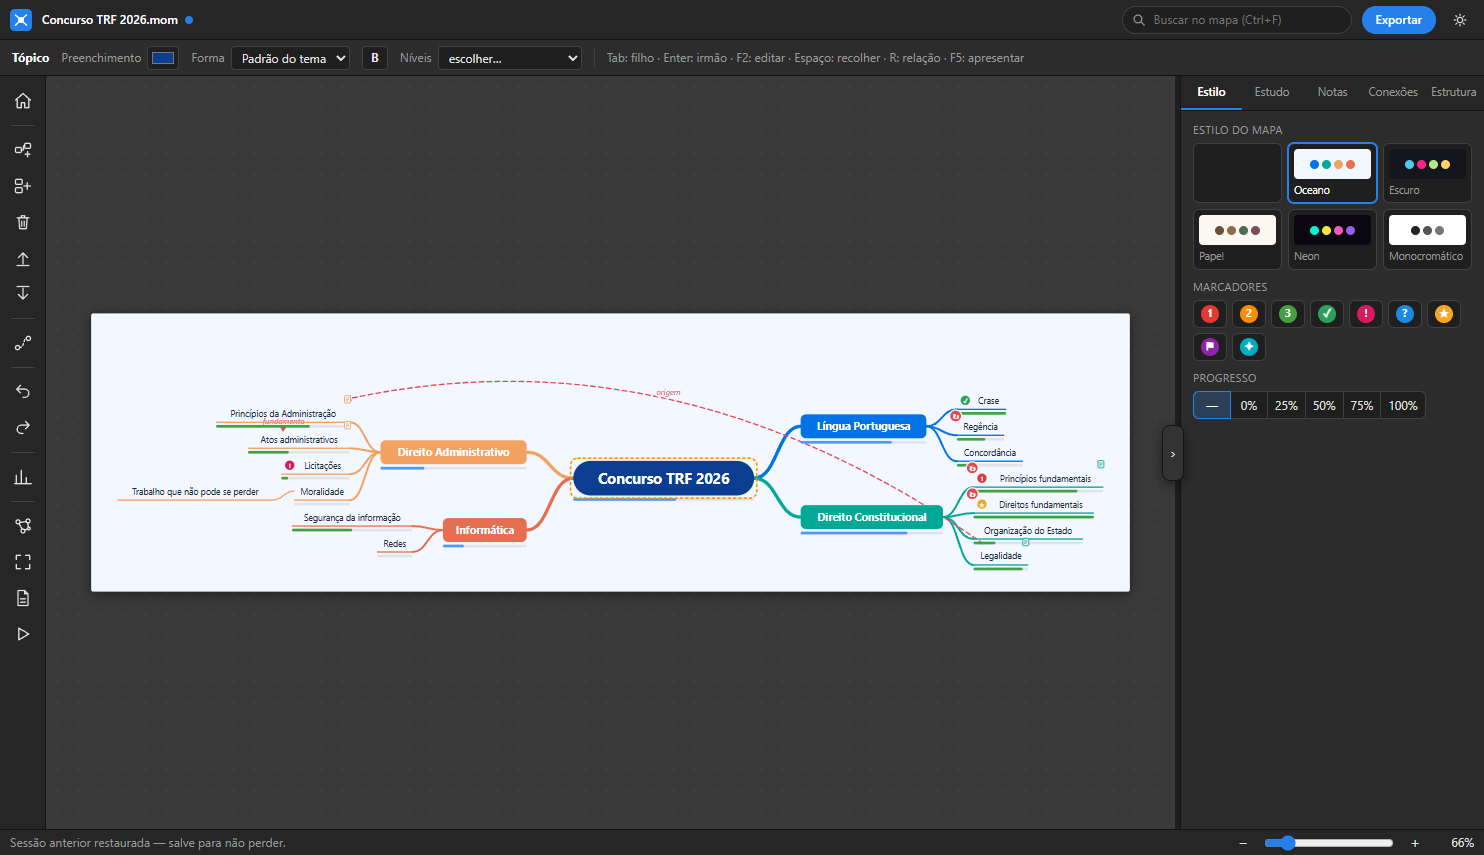 Concurso TRF 2026.mom
Buscar no mapa (Ctrl+F)
Exportar
Tópico
Preenchimento
Forma
Padrão do tema
B
Níveis
escolher...
Tab: filho · Enter: irmão · F2: editar · Espaço: recolher · R: relação · F5: apresentar
Estilo
Estudo
Notas
Conexões
Estrutura
ESTILO DO MAPA
Oceano
Escuro
Papel
Neon
Monocromático
MARCADORES
1
2
3
!
?
PROGRESSO
—
0%
25%
50%
75%
100%
origem
Princípios da Administração
fundamenta
Atos administrativos
Licitações
Moralidade
Trabalho que não pode se perder
Direito Administrativo
Segurança da informação
Redes
Informática
Concurso TRF 2026
Língua Portuguesa
Crase
Regência
Concordância
Direito Constitucional
Princípios fundamentais
Direitos fundamentais
Organização do Estado
Legalidade
Sessão anterior restaurada — salve para não perder.
66%